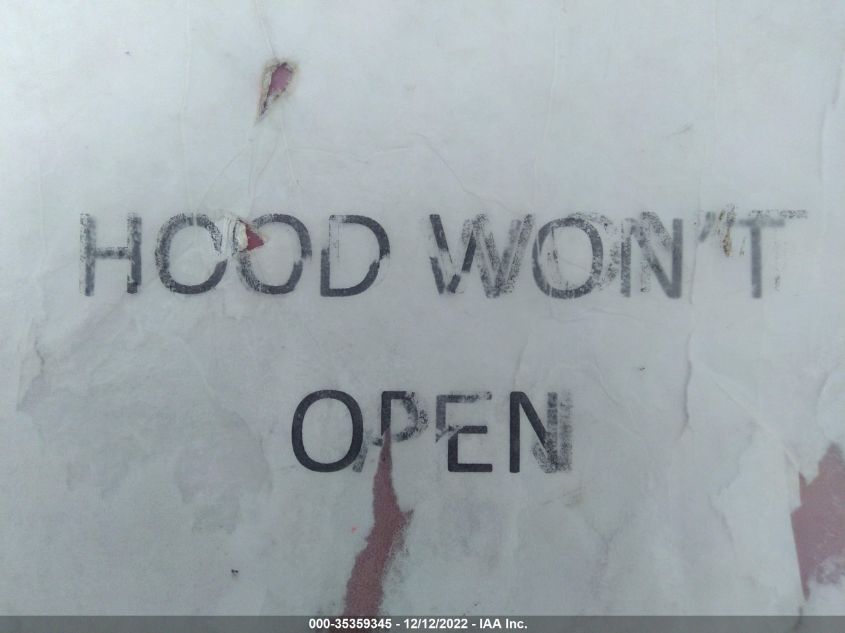 HOOD WON'T
OPEN
000-35359345 - 12/12/2022 - IAA Inc.